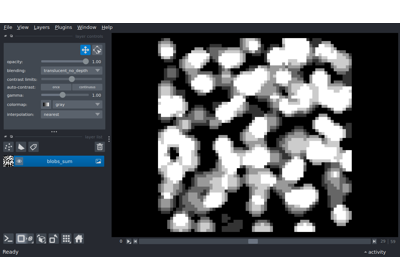 File View Layers Plugins Window Help
opacity: 1.00
blending: translucent_no_depth
contrast limits:
auto-contrast: once continuous
gamma: 1.00
colormap: gray
interpolation: nearest
blobs_sum
Ready
activity